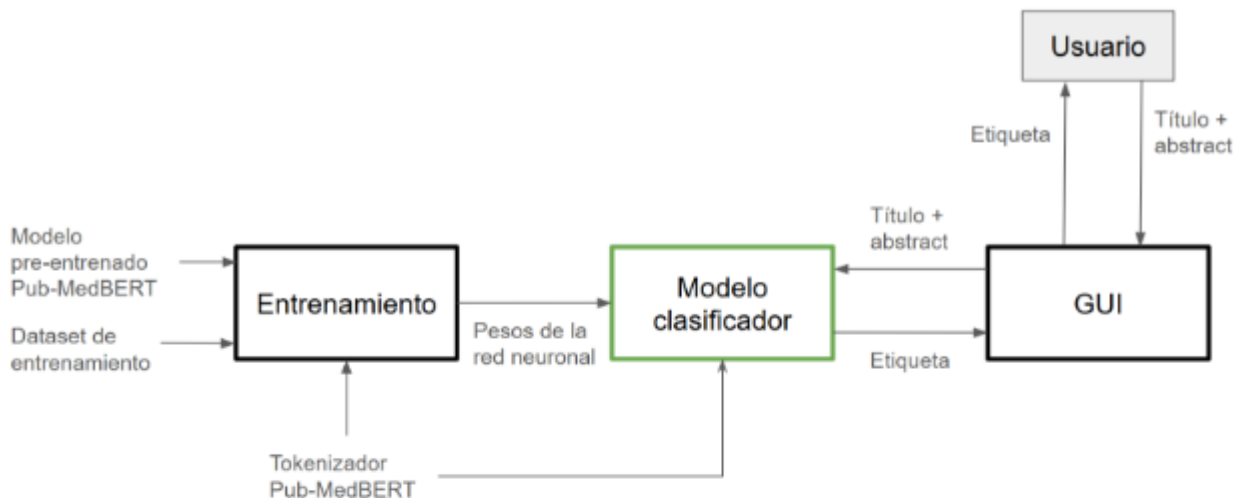 Usuario
Etiqueta
Título +
abstract
Título +
abstract
Modelo
pre-entrenado
Pub-MedBERT
Entrenamiento
Modelo
clasificador
GUI
Dataset de
entrenamiento
Pesos de la
red neuronal
Etiqueta
Tokenizador
Pub-MedBERT